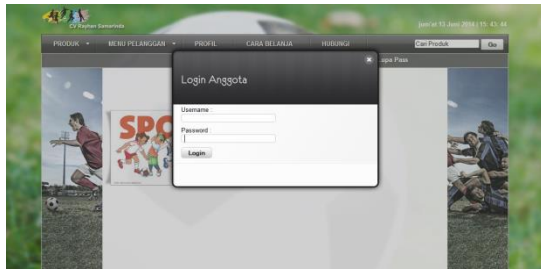 CV Rayhan Samarinda
Jum'at 13 Juni 2014 | 15: 43: 44
PRODUK MENU PELANGGAN PROFIL CARA BELANJA HUBUNGI Cari Produk Go
Lupa Pass
Login Anggota
Username :
Password :
Login
SPO